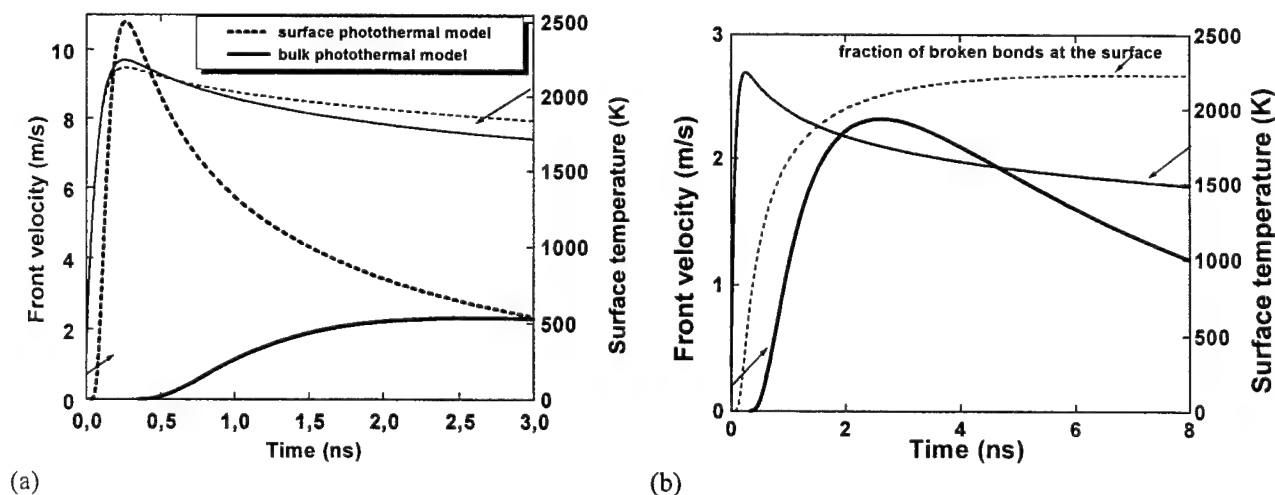 surface photothermal model
bulk photothermal model
Front velocity (m/s)
10
8
6
4
2
0
0,0 0,5 1,0 1,5 2,0 2,5 3,0
Time (ns)
2500
2000
1500
1000
500
0
Surface temperature (K)
(a)
fraction of broken bonds at the surface
Front velocity (m/s)
3
2
1
0
0 2 4 6 8
Time (ns)
2500
2000
1500
1000
500
0
Surface temperature (K)
(b)